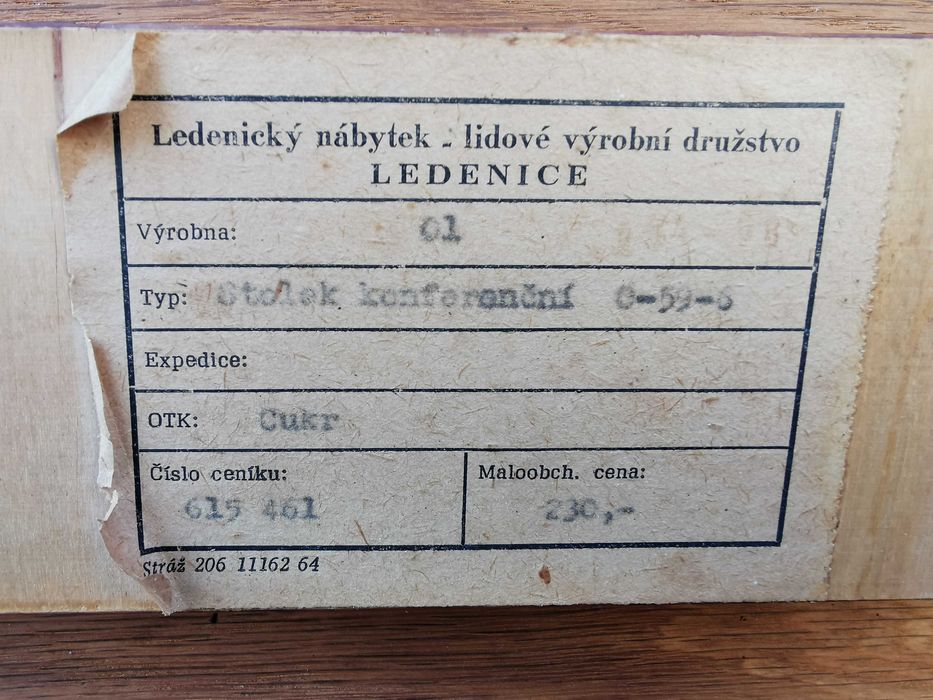 Ledenický nábytek - lidové výrobní družstvo
LEDENICE
Výrobna: 01
Typ: Stolek konferenční
Expedice:
OTK: Cukr
Číslo ceníku: Maloobch. cena:
615 461 230,-
Stráž 206 11162 64